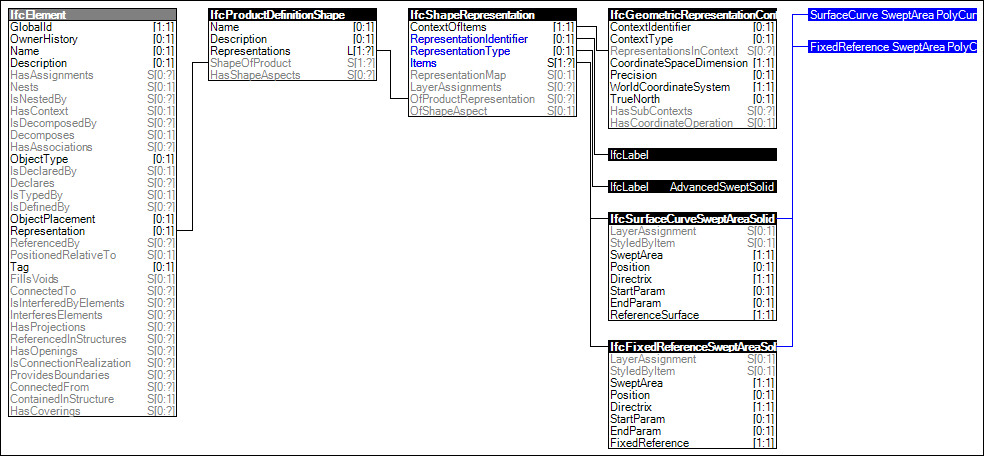 IfcElement
GlobalId [1:1]
OwnerHistory [0:1]
Name [0:1]
Description [0:1]
HasAssignments S[0:?]
Nests S[0:1]
IsNestedBy S[0:?]
HasContext S[0:1]
IsDecomposedBy S[0:?]
Decomposes S[0:1]
HasAssociations S[0:?]
ObjectType [0:1]
IsDeclaredBy S[0:1]
Declares S[0:?]
IsTypedBy S[0:1]
IsDefinedBy S[0:?]
ObjectPlacement [0:1]
Representation [0:1]
ReferencedBy S[0:?]
PositionedRelativeTo S[0:1]
Tag [0:1]
FillsVoids S[0:1]
ConnectedTo S[0:?]
IsInterferedByElements S[0:?]
InterferesElements S[0:?]
HasProjections S[0:?]
ReferencedInStructures S[0:?]
HasOpenings S[0:?]
IsConnectionRealization S[0:?]
ProvidesBoundaries S[0:?]
ConnectedFrom S[0:?]
ContainedInStructure S[0:1]
HasCoverings S[0:?]
IfcProductDefinitionShape
Name [0:1]
Description [0:1]
Representations L[1:?]
ShapeOfProduct S[1:?]
HasShapeAspects S[0:?]
IfcShapeRepresentation
ContextOfItems [1:1]
RepresentationIdentifier [0:1]
RepresentationType [0:1]
Items S[1:?]
RepresentationMap S[0:1]
LayerAssignments S[0:?]
OfProductRepresentation S[0:?]
OfShapeAspect S[0:1]
IfcGeometricRepresentationCont
ContextIdentifier [0:1]
ContextType [0:1]
RepresentationsInContext S[0:?]
CoordinateSpaceDimension [1:1]
Precision [0:1]
WorldCoordinateSystem [1:1]
TrueNorth [0:1]
HasSubContexts S[0:?]
HasCoordinateOperation S[0:1]
IfcLabel
IfcLabel AdvancedSweptSolid
IfcSurfaceCurveSweptAreaSolid
LayerAssignment S[0:1]
StyledByItem S[0:1]
SweptArea [1:1]
Position [0:1]
Directrix [1:1]
StartParam [0:1]
EndParam [0:1]
ReferenceSurface [1:1]
IfcFixedReferenceSweptAreaSol
LayerAssignment S[0:1]
StyledByItem S[0:1]
SweptArea [1:1]
Position [0:1]
Directrix [1:1]
StartParam [0:1]
EndParam [0:1]
FixedReference [1:1]
SurfaceCurve SweptArea PolyCur
FixedReference SweptArea PolyC